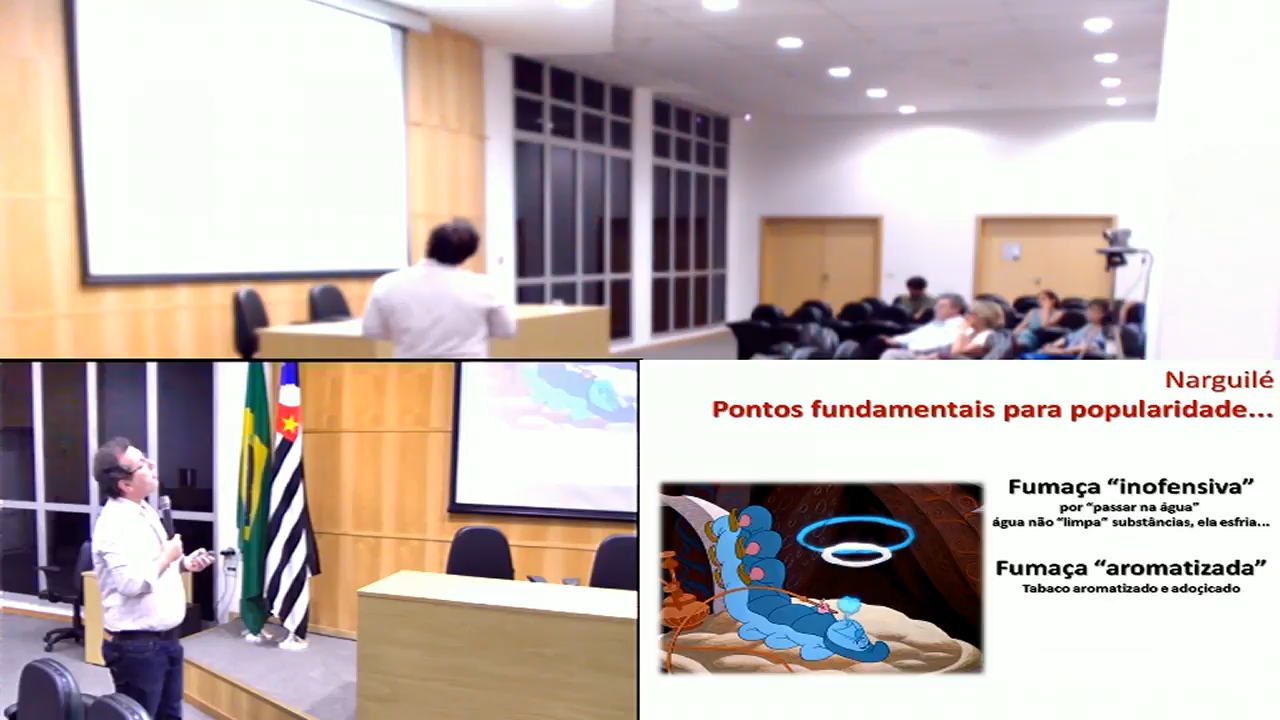 Narguilé
Pontos fundamentais para popularidade...
Fumaça “inofensiva”
por “passar na água”
água não “limpa” substâncias, ela esfria...
Fumaça “aromatizada”
Tabaco aromatizado e adoçicado